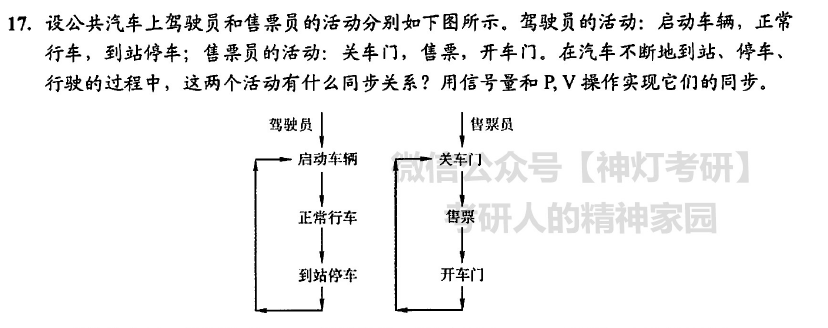 17. 设公共汽车上驾驶员和售票员的活动分别如下图所示。驾驶员的活动：启动车辆，正常
行车，到站停车；售票员的活动：关车门，售票，开车门。在汽车不断地到站、停车、
行驶的过程中，这两个活动有什么同步关系？用信号量和 P, V 操作实现它们的同步。
驾驶员 售票员
启动车辆 关车门
微信公众号【神灯考研】
正常行车 售票
考研人的精神家园
到站停车 开车门